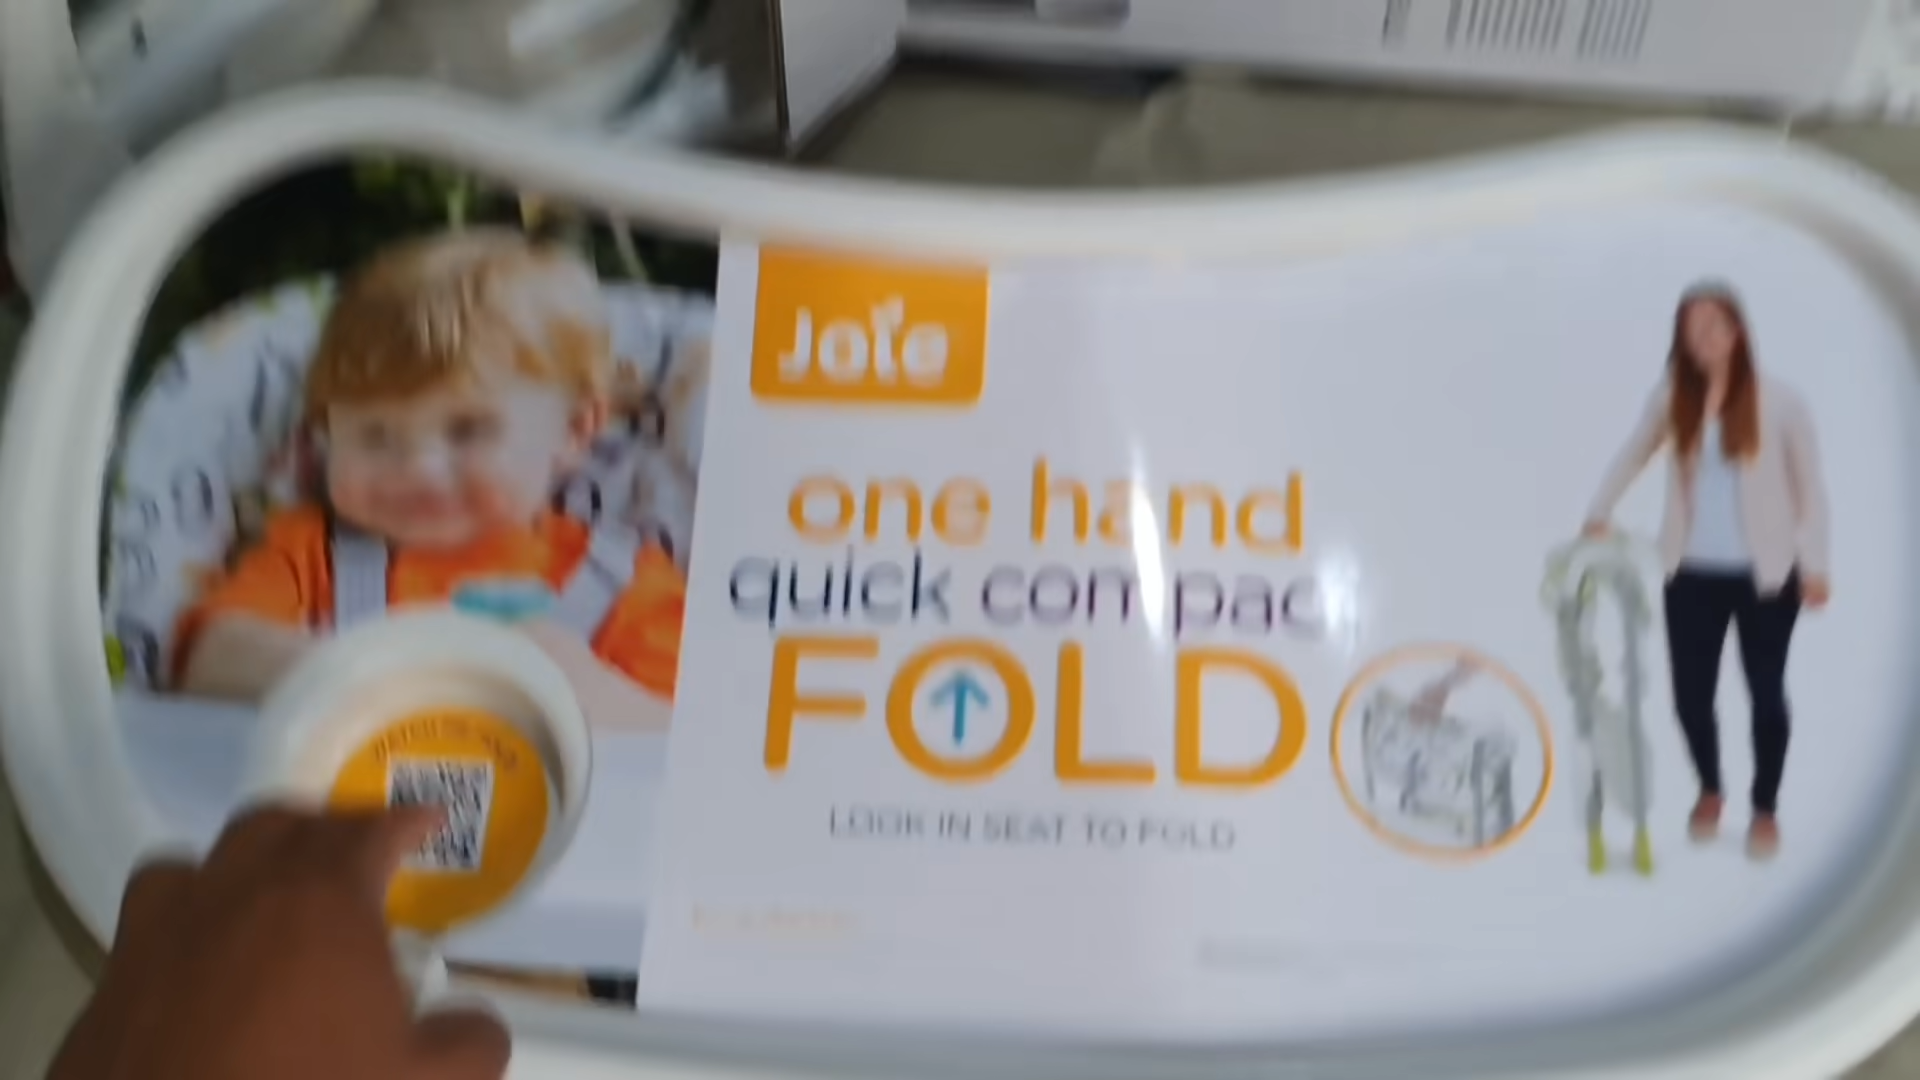 Joie
one hand
quick compact
FOLD
LOOK IN SEAT TO FOLD